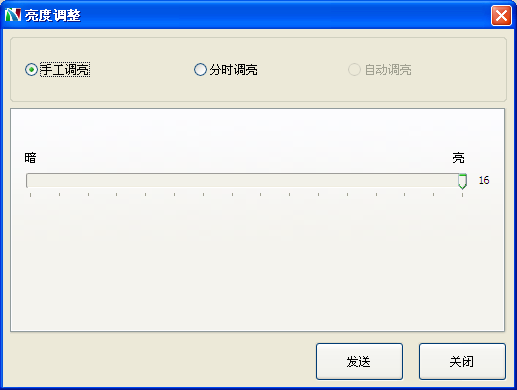 亮度调整
手工调亮 分时调亮 自动调亮
暗 亮
16
发送 关闭